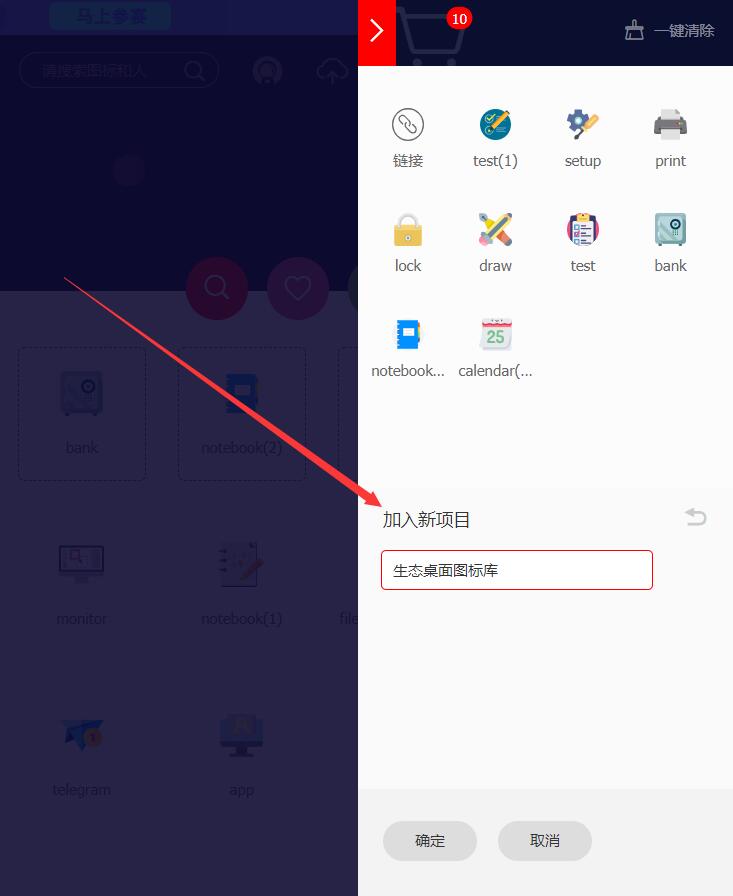 马上参赛
请搜索图标和人
10
一键清除
链接
test(1)
setup
print
lock
draw
test
bank
notebook...
calendar(...
25
bank
notebook(2)
monitor
notebook(1)
file
telegram
1
app
加入新项目
生态桌面图标库
确定
取消